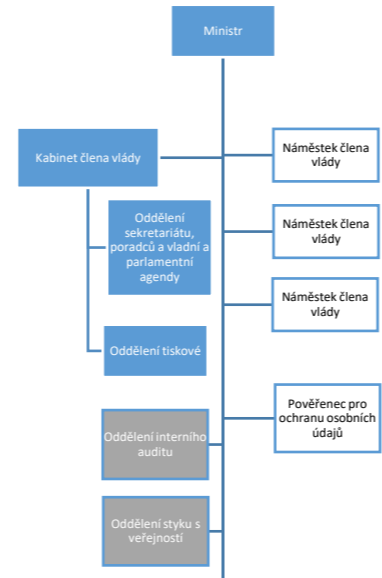 Ministr
Kabinet člena vlády
Náměstek člena
vlády
Oddělení
sekretariátu,
poradců a vladní a
parlamentní
agendy
Náměstek člena
vlády
Náměstek člena
vlády
Oddělení tiskové
Pověřenec pro
ochranu osobních
údajů
Oddělení interního
auditu
Oddělení styku s
veřejností